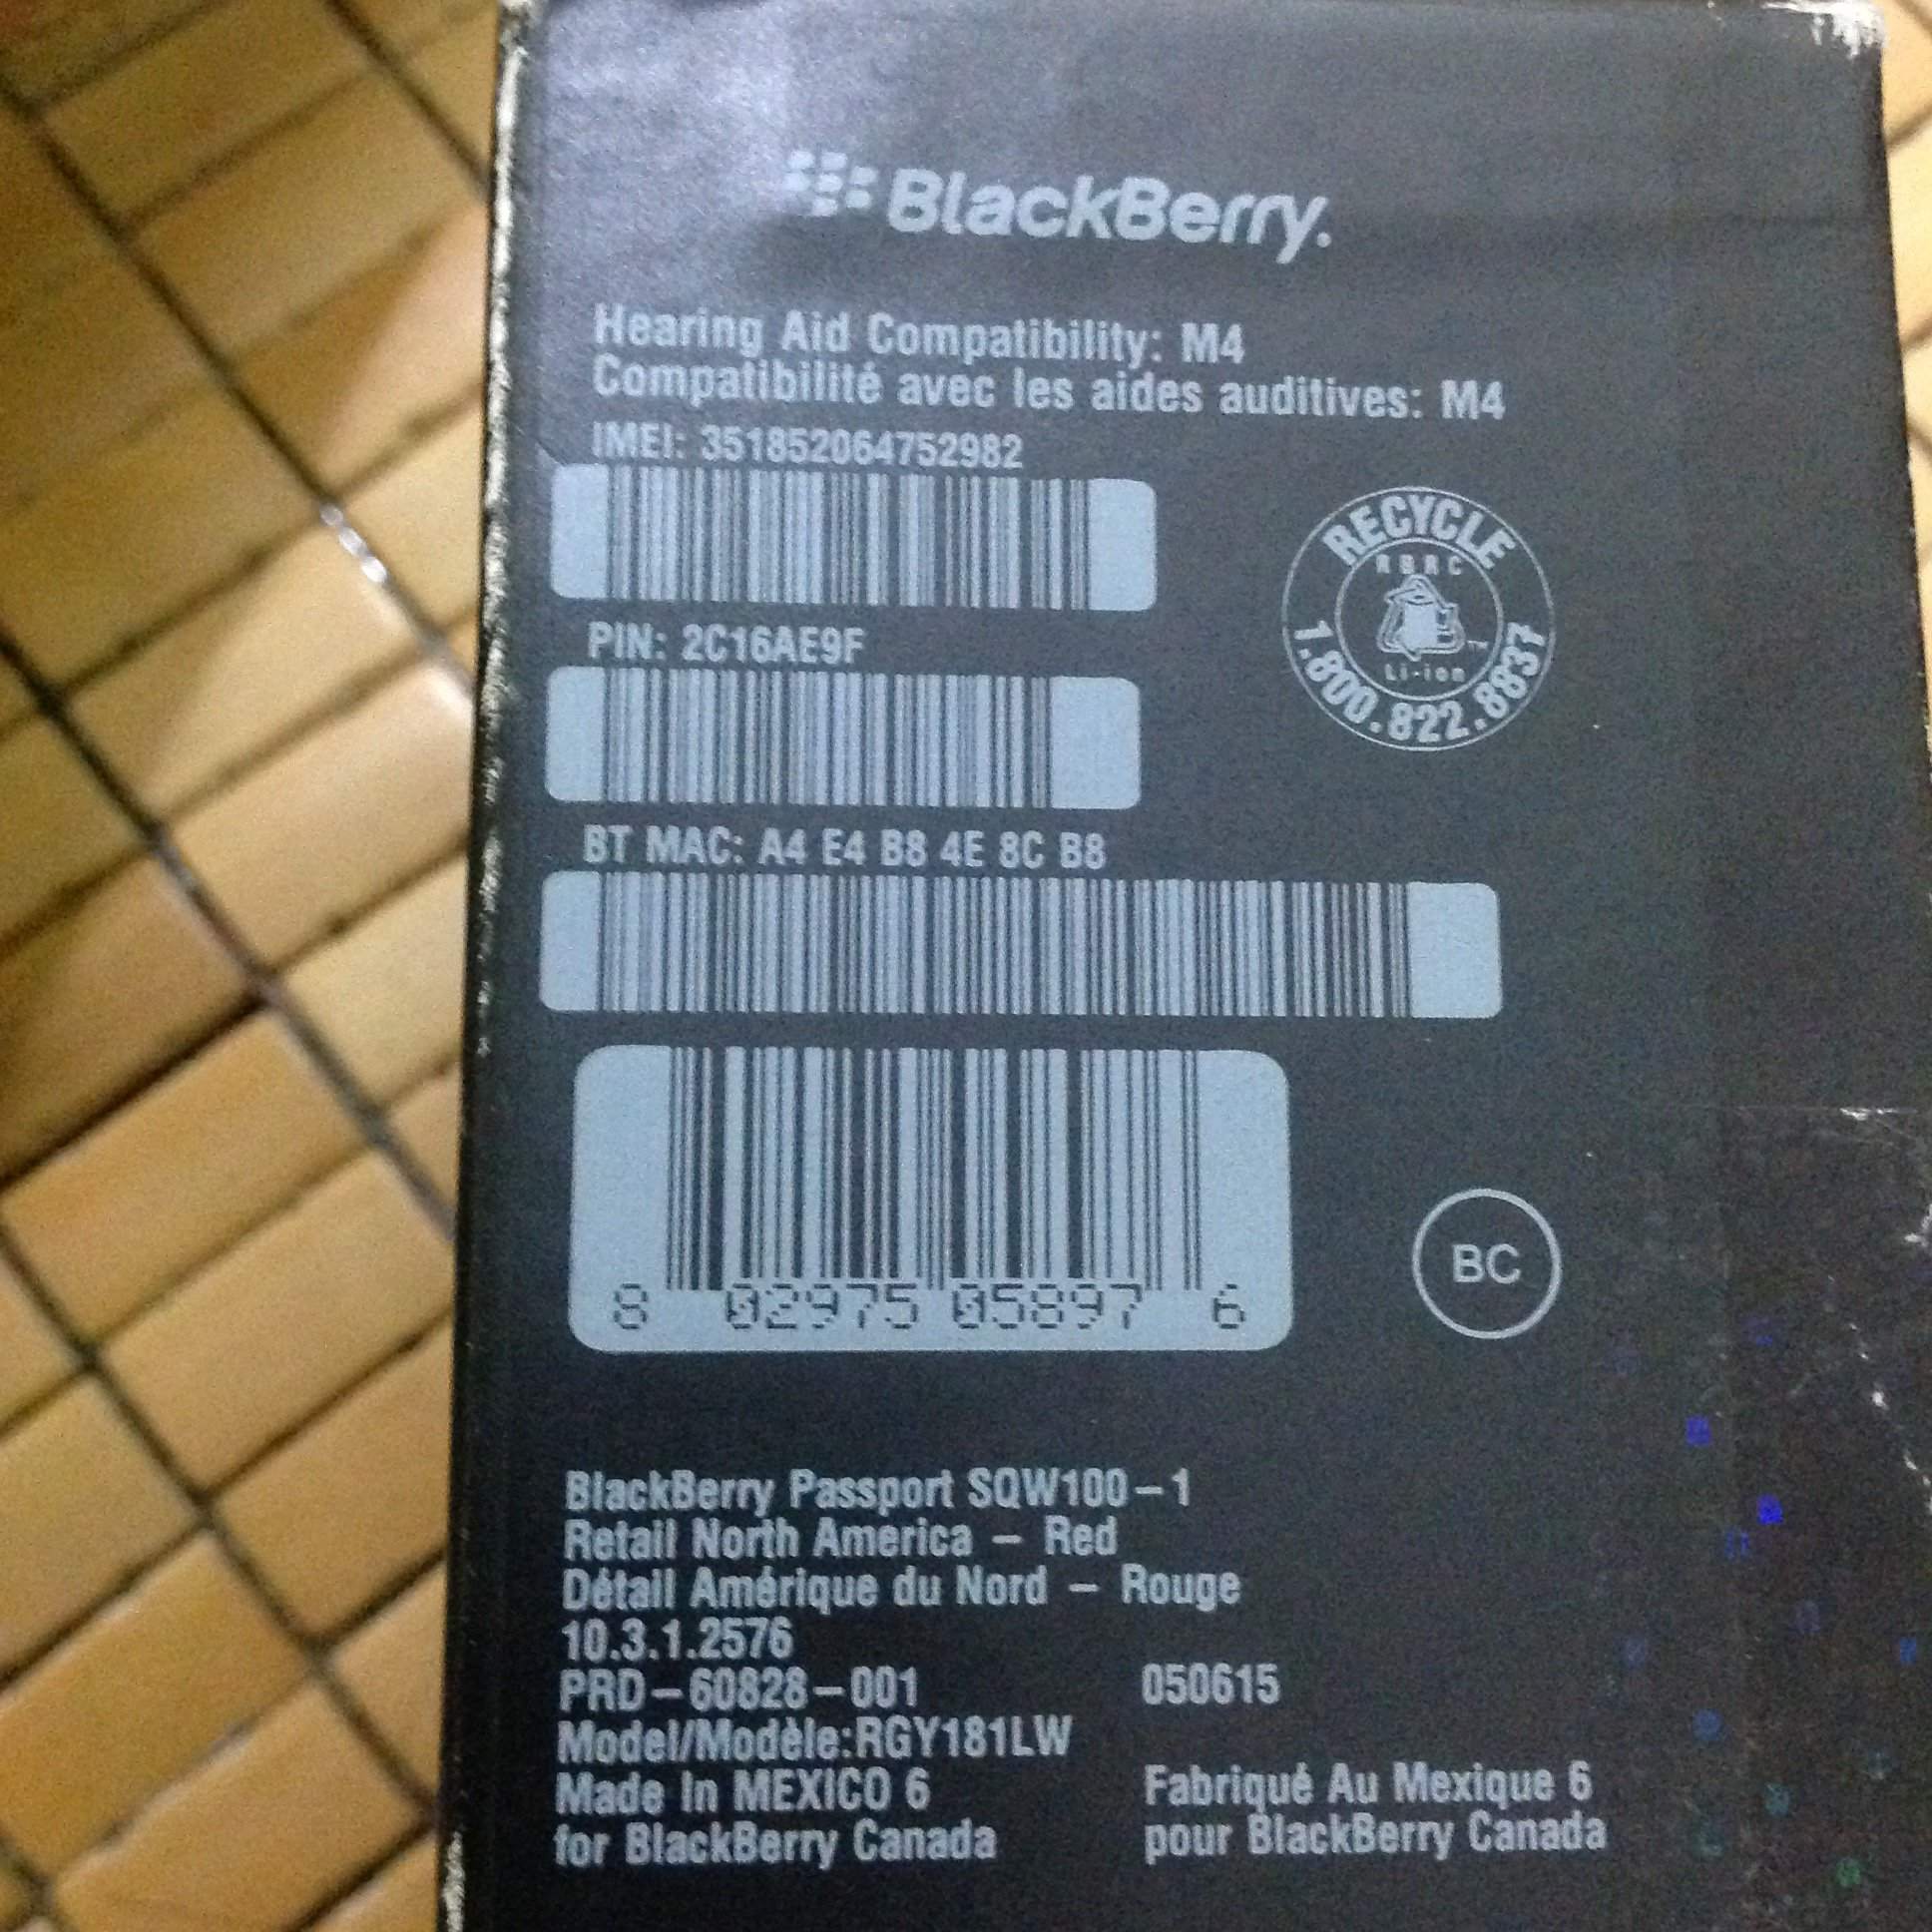 BlackBerry.
Hearing Aid Compatibility: M4
Compatibilité avec les aides auditives: M4
IMEI: 351852064752982
RECYCLE
RBRC
Li-ion
TM
1.800.822.8837
PIN: 2C16AE9F
BT MAC: A4 E4 B8 4E 8C B8
8 02975 05897 6
BC
BlackBerry Passport SQW100-1
Retail North America - Red
Détail Amérique du Nord - Rouge
10.3.1.2576
PRD-60828-001 050615
Model/Modèle:RGY181LW
Made In MEXICO 6 Fabriqué Au Mexique 6
for BlackBerry Canada pour BlackBerry Canada